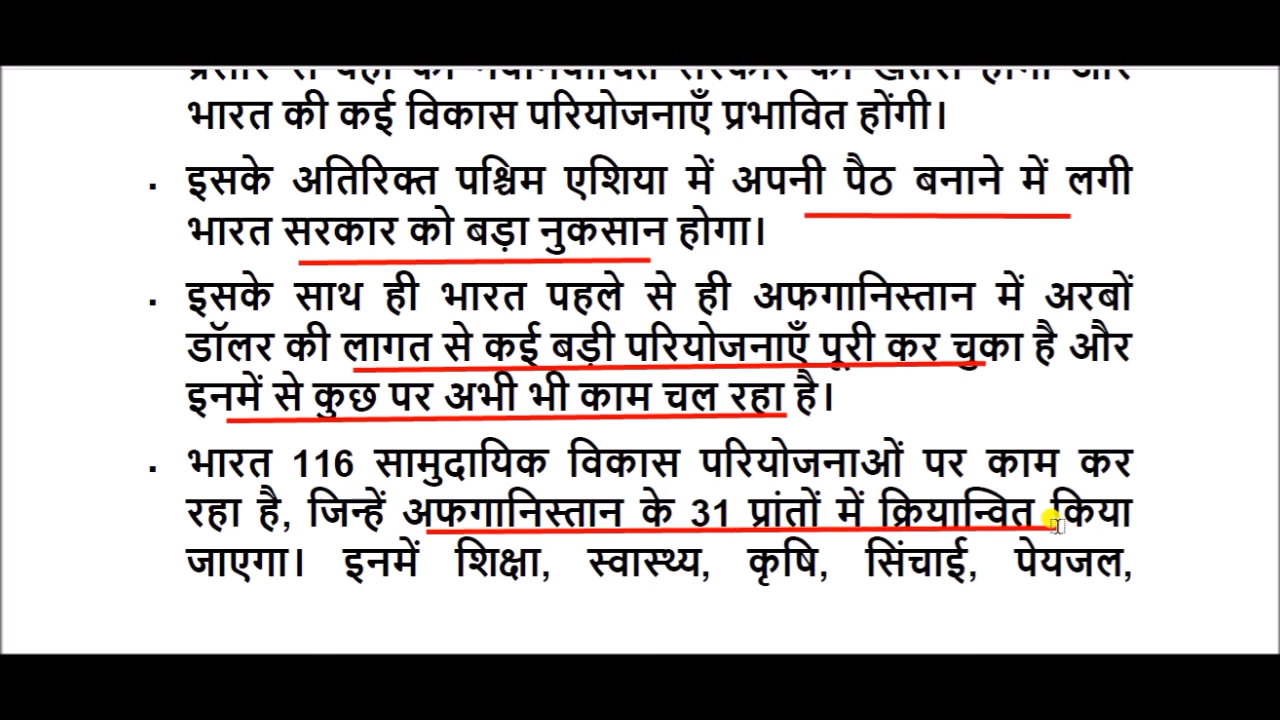 भारत की कई विकास परियोजनाएँ प्रभावित होंगी।
· इसके अतिरिक्त पश्चिम एशिया में अपनी पैठ बनाने में लगी
भारत सरकार को बड़ा नुकसान होगा।
· इसके साथ ही भारत पहले से ही अफगानिस्तान में अरबों
डॉलर की लागत से कई बड़ी परियोजनाएँ पूरी कर चुका है और
इनमें से कुछ पर अभी भी काम चल रहा है।
· भारत 116 सामुदायिक विकास परियोजनाओं पर काम कर
रहा है, जिन्हें अफगानिस्तान के 31 प्रांतों में क्रियान्वित किया
जाएगा। इनमें शिक्षा, स्वास्थ्य, कृषि, सिंचाई, पेयजल,